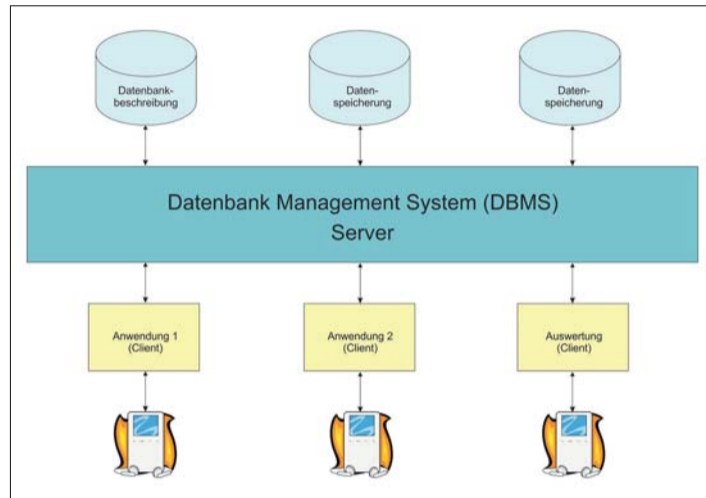 Datenbank-
beschreibung
Daten-
speicherung
Daten-
speicherung
Datenbank Management System (DBMS)
Server
Anwendung 1
(Client)
Anwendung 2
(Client)
Auswertung
(Client)